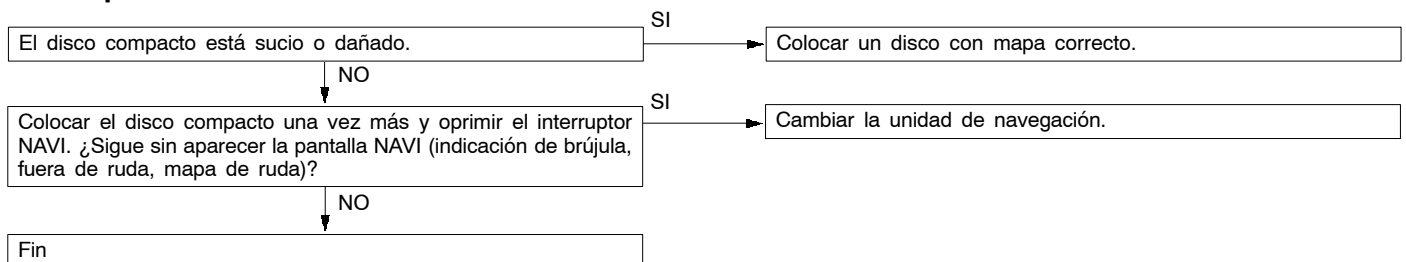 SI
El disco compacto está sucio o dañado.
Colocar un disco con mapa correcto.
NO
SI
Colocar el disco compacto una vez más y oprimir el interruptor
NAVI. ¿Sigue sin aparecer la pantalla NAVI (indicación de brújula,
fuera de ruda, mapa de ruda)?
Cambiar la unidad de navegación.
NO
Fin